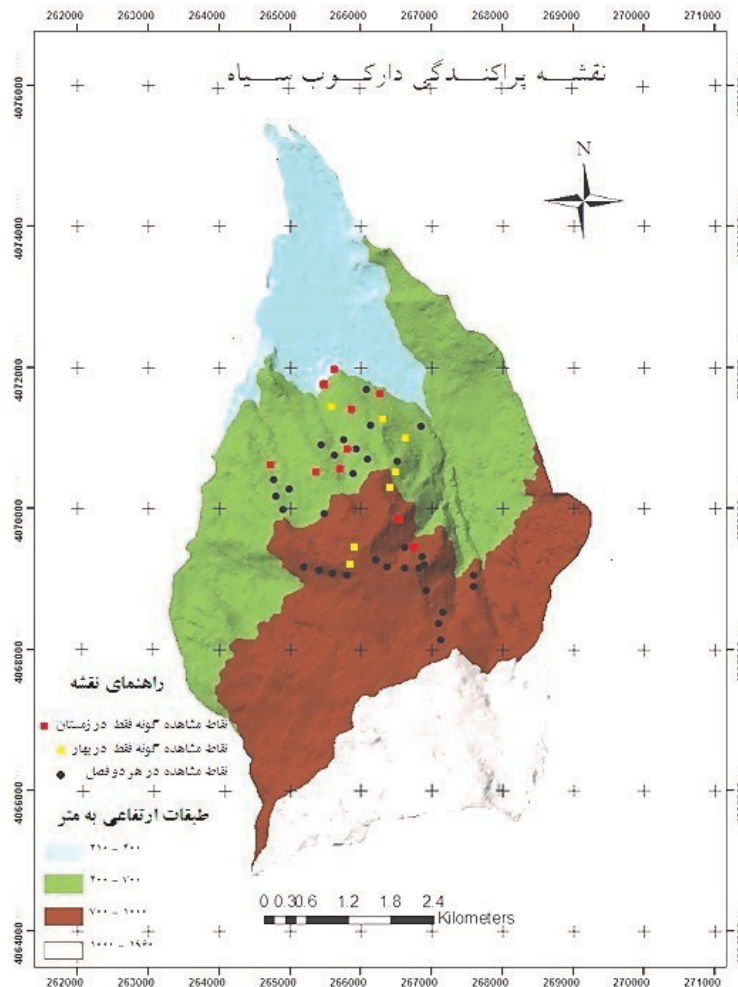 262000 263000 264000 265000 266000 267000 268000 269000 270000 271000
نقشه پراکندگی دارکوب سیاه
N
4076000
4074000
4072000
4070000
4068000
4066000
4064000
راهنمای نقشه
نقاط مشاهده گونه فقط در زمستان
نقاط مشاهده گونه فقط در بهار
نقاط مشاهده در هر دو فصل
طبقات ارتفاعی به متر
۲۱۰ - ۴۰۰
۴۰۰ - ۷۰۰
۷۰۰ - ۱۰۰۰
۱۰۰۰ - ۱۹۶۰
0 0.3 0.6 1.2 1.8 2.4
Kilometers
262000 263000 264000 265000 266000 267000 268000 269000 270000 271000